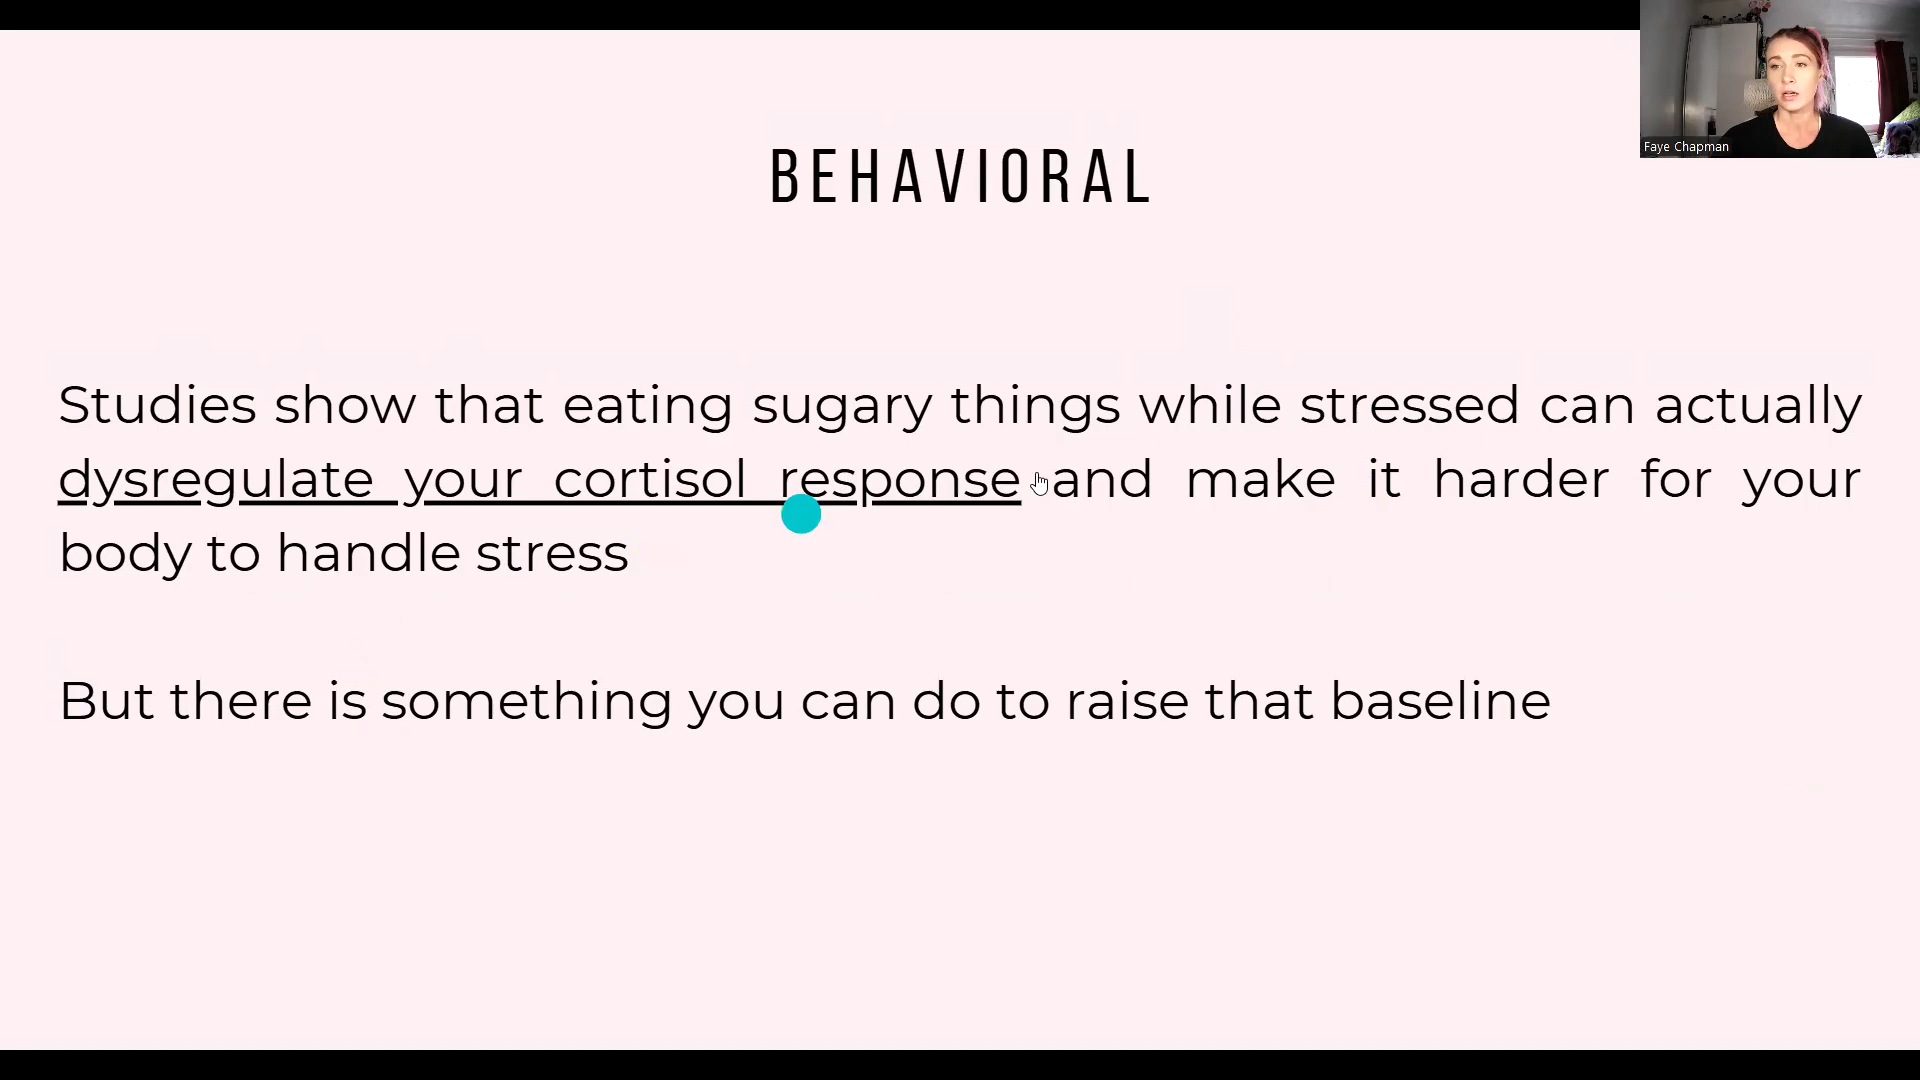 BEHAVIORAL
Faye Chapman
Studies show that eating sugary things while stressed can actually
dysregulate your cortisol response and make it harder for your
body to handle stress
But there is something you can do to raise that baseline